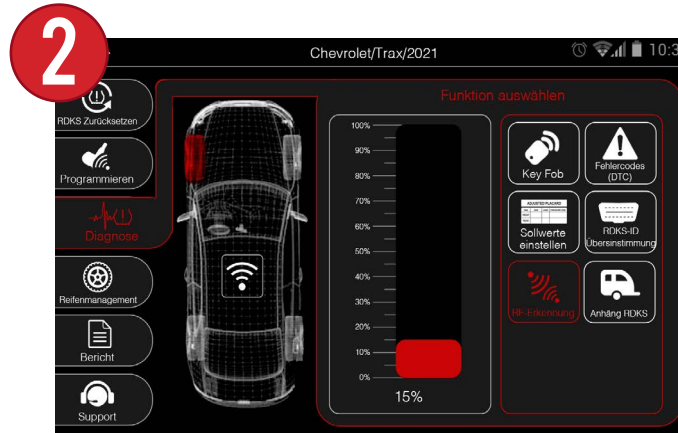 2
Chevrolet/Trax/2021
10:3
RDKS Zurücksetzen
Programmieren
Diagnose
Reifenmanagement
Bericht
Support
Funktion auswählen
100%
90%
80%
70%
60%
50%
40%
30%
20%
10%
0%
15%
Key Fob
Fehlercodes
(DTC)
ADJUSTED PLACARD
Sollwerte
einstellen
RDKS-ID
Übersinstimmung
RF-Erkennung
Anhäng RDKS